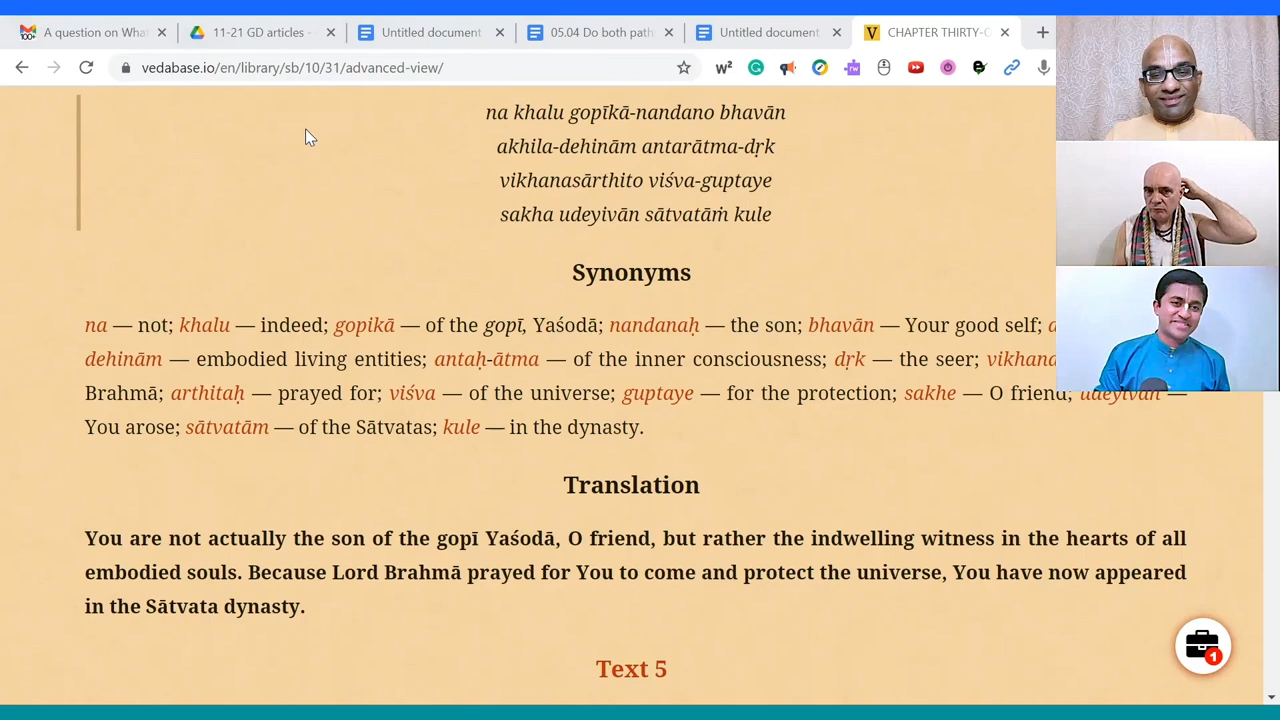 A question on Wha
11-21 GD articles -
Untitled document
05.04 Do both path
Untitled document
CHAPTER THIRTY-
vedabase.io/en/library/sb/10/31/advanced-view/
na khalu gopīkā-nandano bhavān
akhila-dehinām antarātma-dṛk
vikhanasārthito viśva-guptaye
sakha udeyivān sātvatāṁ kule
Synonyms
na — not; khalu — indeed; gopikā — of the gopī, Yaśodā; nandanaḥ — the son; bhavān — Your good self;
dehinām — embodied living entities; antaḥ-ātma — of the inner consciousness; dṛk — the seer; vikhana
Brahmā; arthitaḥ — prayed for; viśva — of the universe; guptaye — for the protection; sakhe — O friend; udeyivān —
You arose; sātvatām — of the Sātvatas; kule — in the dynasty.
Translation
You are not actually the son of the gopī Yaśodā, O friend, but rather the indwelling witness in the hearts of all
embodied souls. Because Lord Brahmā prayed for You to come and protect the universe, You have now appeared
in the Sātvata dynasty.
1
Text 5